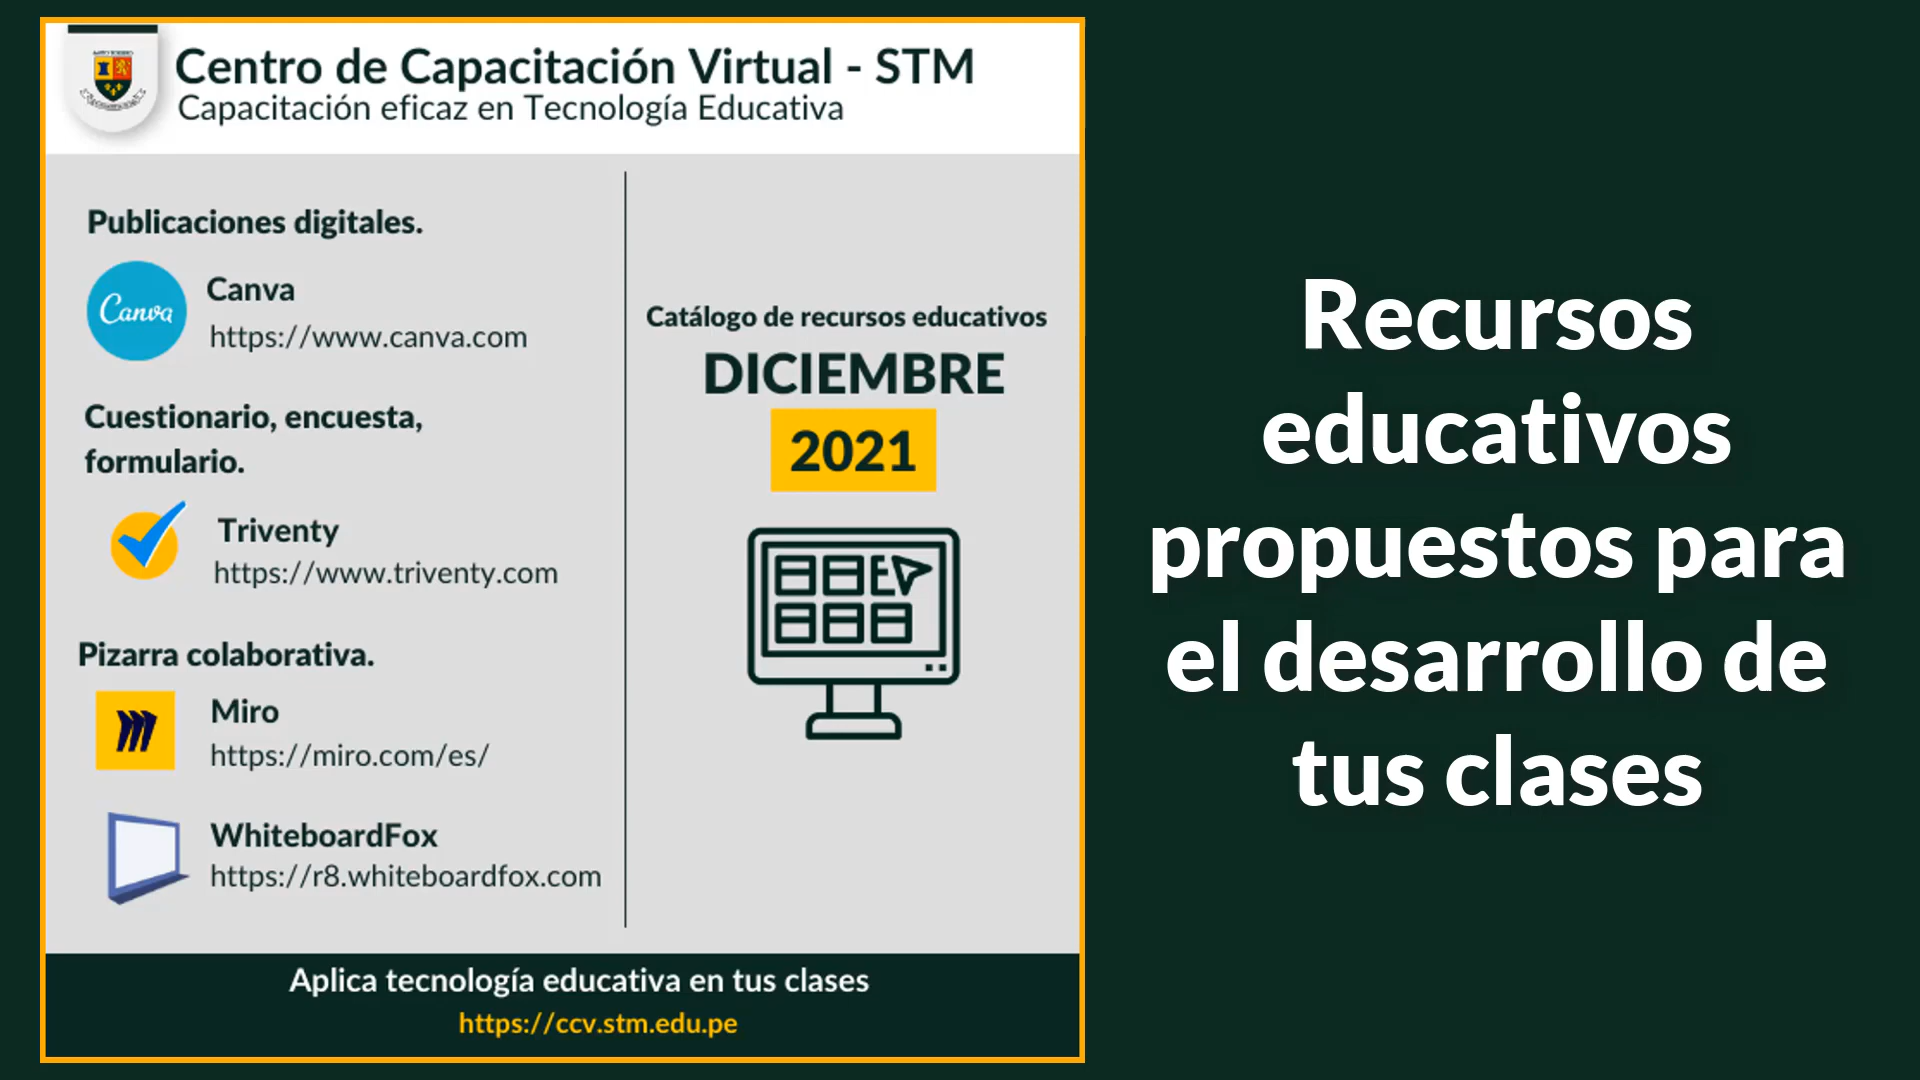 Centro de Capacitación Virtual - STM
Capacitación eficaz en Tecnología Educativa
Publicaciones digitales.
Canva
Canva
https://www.canva.com
Cuestionario, encuesta,
formulario.
Triventy
https://www.triventy.com
Pizarra colaborativa.
Miro
https://miro.com/es/
WhiteboardFox
https://r8.whiteboardfox.com
Catálogo de recursos educativos
DICIEMBRE
2021
Aplica tecnología educativa en tus clases
https://ccv.stm.edu.pe
Recursos
educativos
propuestos para
el desarrollo de
tus clases